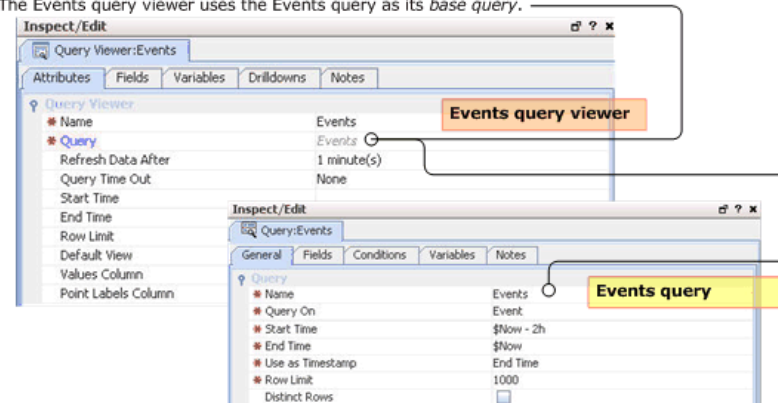 The Events query viewer uses the Events query as its base query.
Inspect/Edit
Query Viewer:Events
Attributes Fields Variables Drilldowns Notes
Query Viewer
Name Events
Events query viewer
Query Events
Refresh Data After 1 minute(s)
Query Time Out None
Start Time
End Time
Row Limit
Default View
Values Column
Point Labels Column
Inspect/Edit
Query:Events
General Fields Conditions Variables Notes
Query
Name Events
Events query
Query On Event
Start Time $Now - 2h
End Time $Now
Use as Timestamp End Time
Row Limit 1000
Distinct Rows